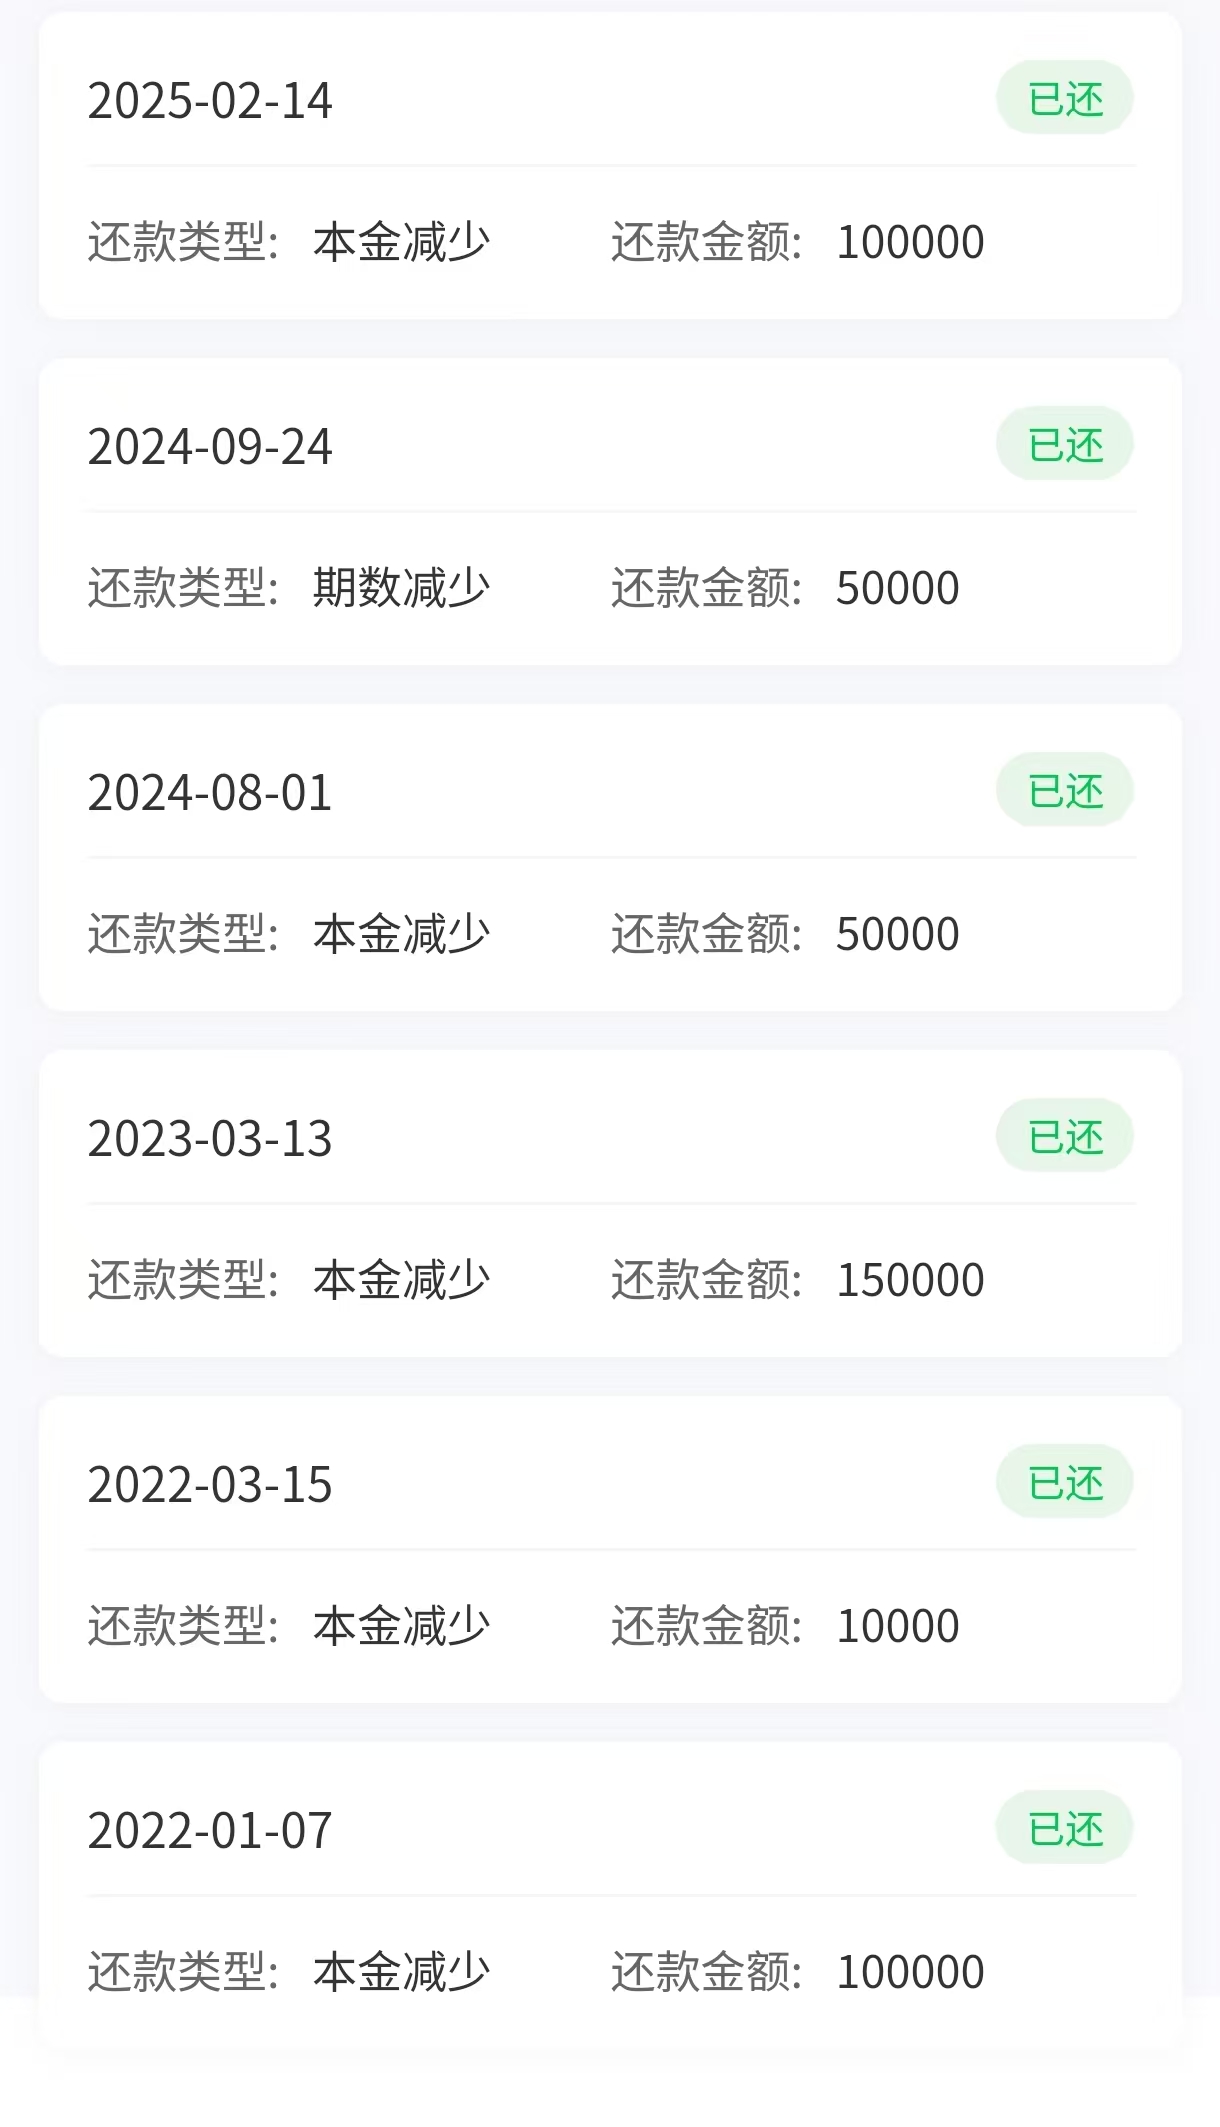 2025-02-14 已还
还款类型: 本金减少 还款金额: 100000
2024-09-24 已还
还款类型: 期数减少 还款金额: 50000
2024-08-01 已还
还款类型: 本金减少 还款金额: 50000
2023-03-13 已还
还款类型: 本金减少 还款金额: 150000
2022-03-15 已还
还款类型: 本金减少 还款金额: 10000
2022-01-07 已还
还款类型: 本金减少 还款金额: 100000